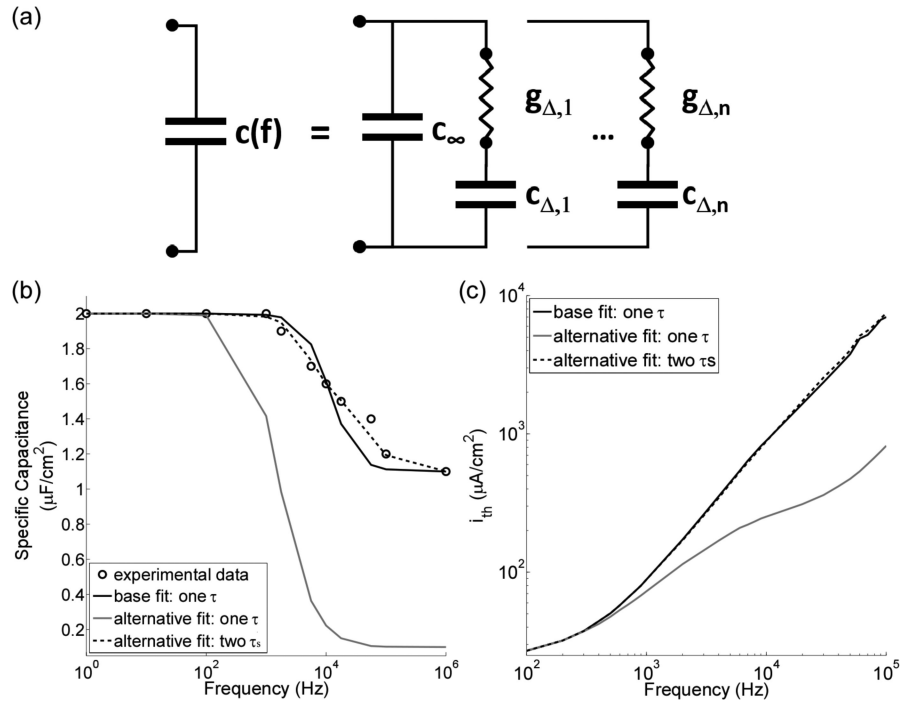 (a)
c(f) = c∞ gΔ,1 cΔ,1 ... gΔ,n cΔ,n
(b)
Specific Capacitance
(μF/cm²)
2
1.8
1.6
1.4
1.2
1
0.8
0.6
0.4
0.2
experimental data
base fit: one τ
alternative fit: one τ
alternative fit: two τs
10⁰ 10² 10⁴ 10⁶
Frequency (Hz)
(c)
ith (μA/cm²)
10⁴
10³
10²
base fit: one τ
alternative fit: one τ
alternative fit: two τs
10² 10³ 10⁴ 10⁵
Frequency (Hz)